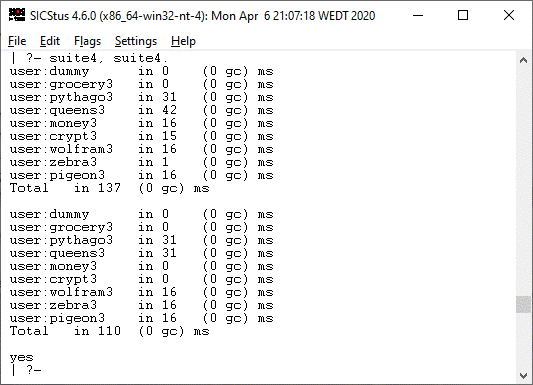 SICStus 4.6.0 (x86_64-win32-nt-4): Mon Apr  6 21:07:18 WEDT 2020
File Edit Flags Settings Help
| ?- suite4, suite4.
user:dummy      in 0    (0 gc) ms
user:grocery3   in 0    (0 gc) ms
user:pythago3   in 31   (0 gc) ms
user:queens3    in 42   (0 gc) ms
user:money3     in 16   (0 gc) ms
user:crypt3     in 15   (0 gc) ms
user:wolfram3   in 16   (0 gc) ms
user:zebra3     in 1    (0 gc) ms
user:pigeon3    in 16   (0 gc) ms
Total   in 137  (0 gc) ms

user:dummy      in 0    (0 gc) ms
user:grocery3   in 0    (0 gc) ms
user:pythago3   in 31   (0 gc) ms
user:queens3    in 31   (0 gc) ms
user:money3     in 0    (0 gc) ms
user:crypt3     in 0    (0 gc) ms
user:wolfram3   in 16   (0 gc) ms
user:zebra3     in 16   (0 gc) ms
user:pigeon3    in 16   (0 gc) ms
Total   in 110  (0 gc) ms

yes
| ?-